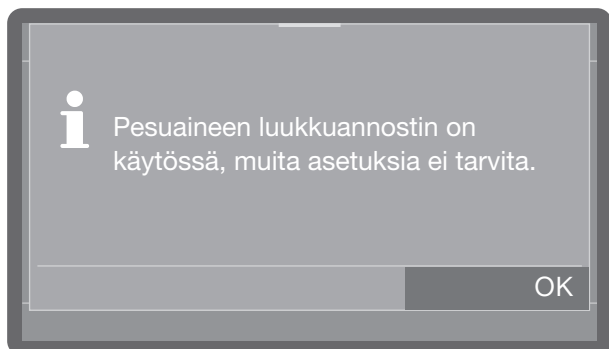 Pesuaineen luukkuannostin on
käytössä, muita asetuksia ei tarvita.
OK